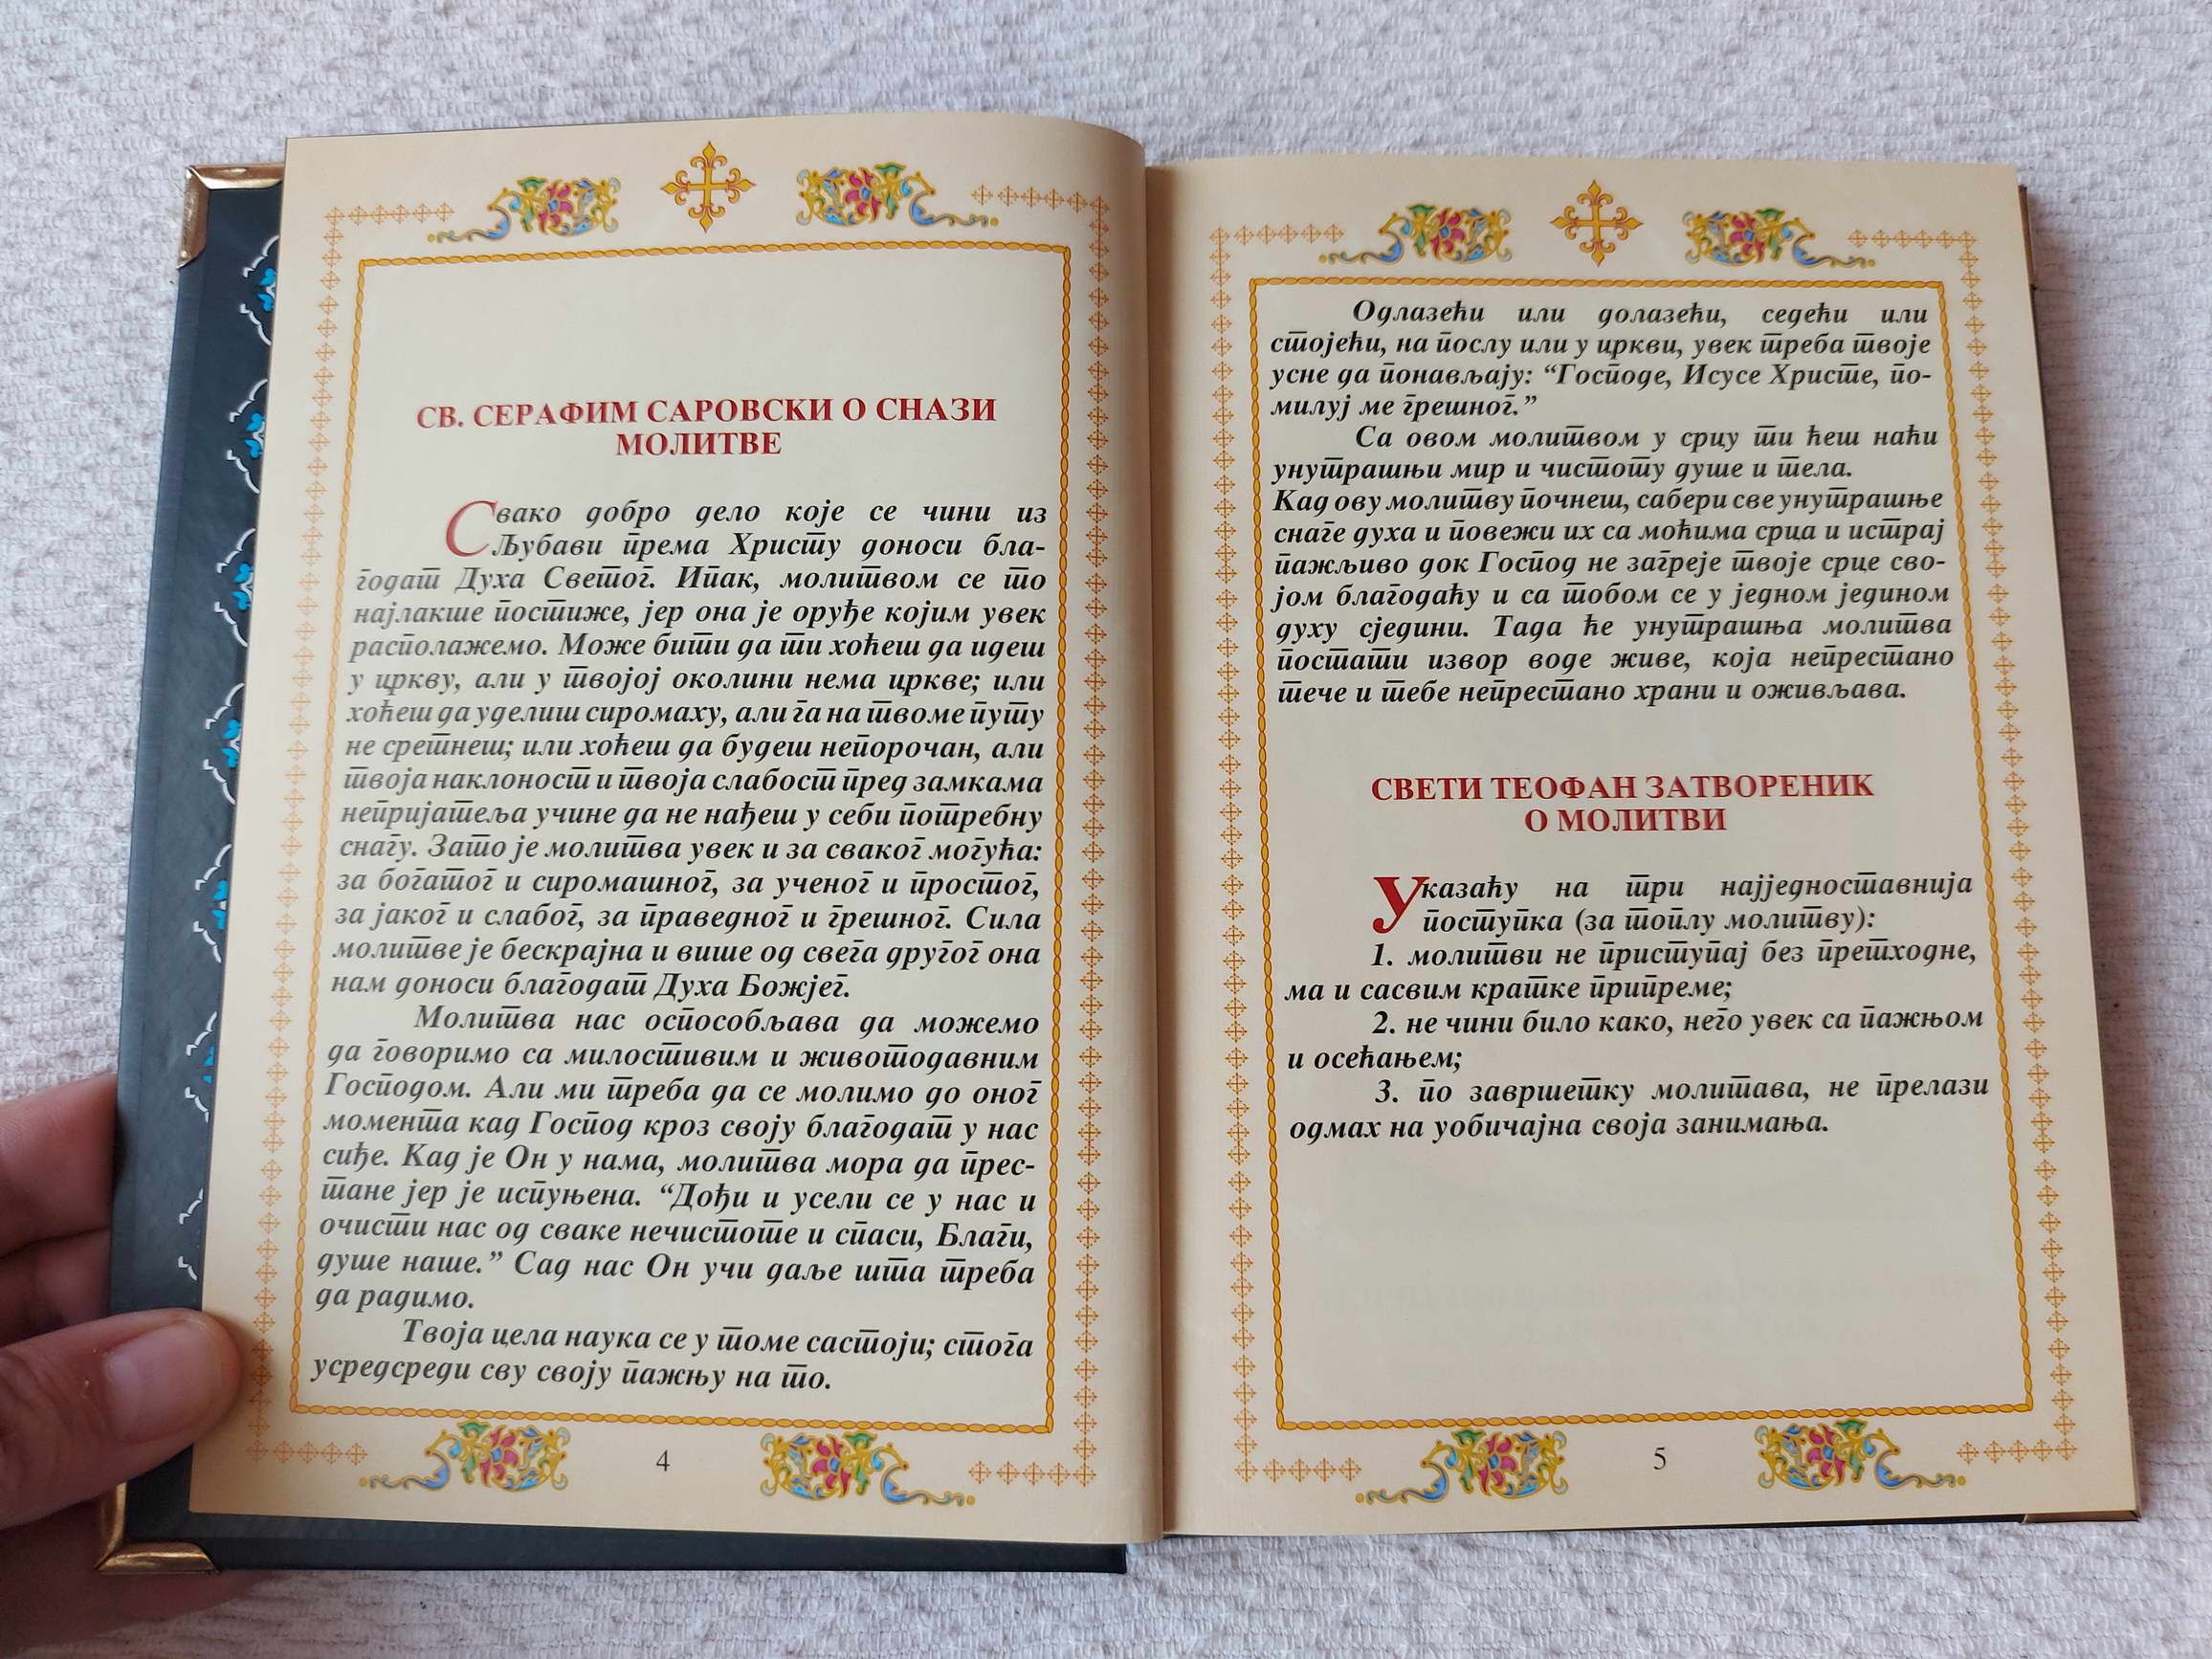 СВ. СЕРАФИМ САРОВСКИ О СНАЗИ
МОЛИТВЕ
Свако добро дело које се чини из
Љубави према Христу доноси бла-
годат Духа Светог. Ипак, молитвом се то
најлакше постиже, јер она је оруђе којим увек
располажемо. Може бити да ти хоћеш да идеш
у цркву, али у твојој околини нема цркве; или
хоћеш да уделиш сиромаху, али га на твоме путу
не сретнеш; или хоћеш да будеш непорочан, али
твоја наклоност и твоја слабост пред замкама
непријатеља учине да не нађеш у себи потребну
снагу. Зато је молитва увек и за сваког могућа:
за богатог и сиромашног, за ученог и простог,
за јаког и слабог, за праведног и грешног. Сила
молитве је бескрајна и више од свега другог она
нам доноси благодат Духа Божјег.
Молитва нас оспособљава да можемо
да говоримо са милостивим и животодавним
Господом. Али ми треба да се молимо до оног
момента кад Господ кроз своју благодат у нас
сиђе. Кад је Он у нама, молитва мора да прес-
тане јер је испуњена. “Дођи и усели се у нас и
очисти нас од сваке нечистоте и спаси, Благи,
душе наше.” Сад нас Он учи даље шта треба
да радимо.
Твоја цела наука се у томе састоји; стога
усредсреди сву своју пажњу на то.
4
Одлазећи или долазећи, седећи или
стојећи, на послу или у цркви, увек треба твоје
усне да понављају: “Господе, Исусе Христе, по-
милуј ме грешног.”
Са овом молитвом у срцу ти ћеш наћи
унутрашњи мир и чистоту душе и тела.
Кад ову молитву почнеш, сабери све унутрашње
снаге духа и повежи их са моћима срца и истрај
пажљиво док Господ не загреје твоје срце сво-
јом благодаћу и са тобом се у једном једином
духу сједини. Тада ће унутрашња молитва
постати извор воде живе, која непрестано
тече и тебе непрестано храни и оживљава.
СВЕТИ ТЕОФАН ЗАТВОРЕНИК
О МОЛИТВИ
Указаћу на три најједноставнија
поступка (за топлу молитву):
1. молитви не приступај без претходне,
ма и сасвим кратке припреме;
2. не чини било како, него увек са пажњом
и осећањем;
3. по завршетку молитава, не прелази
одмах на уобичајна своја занимања.
5